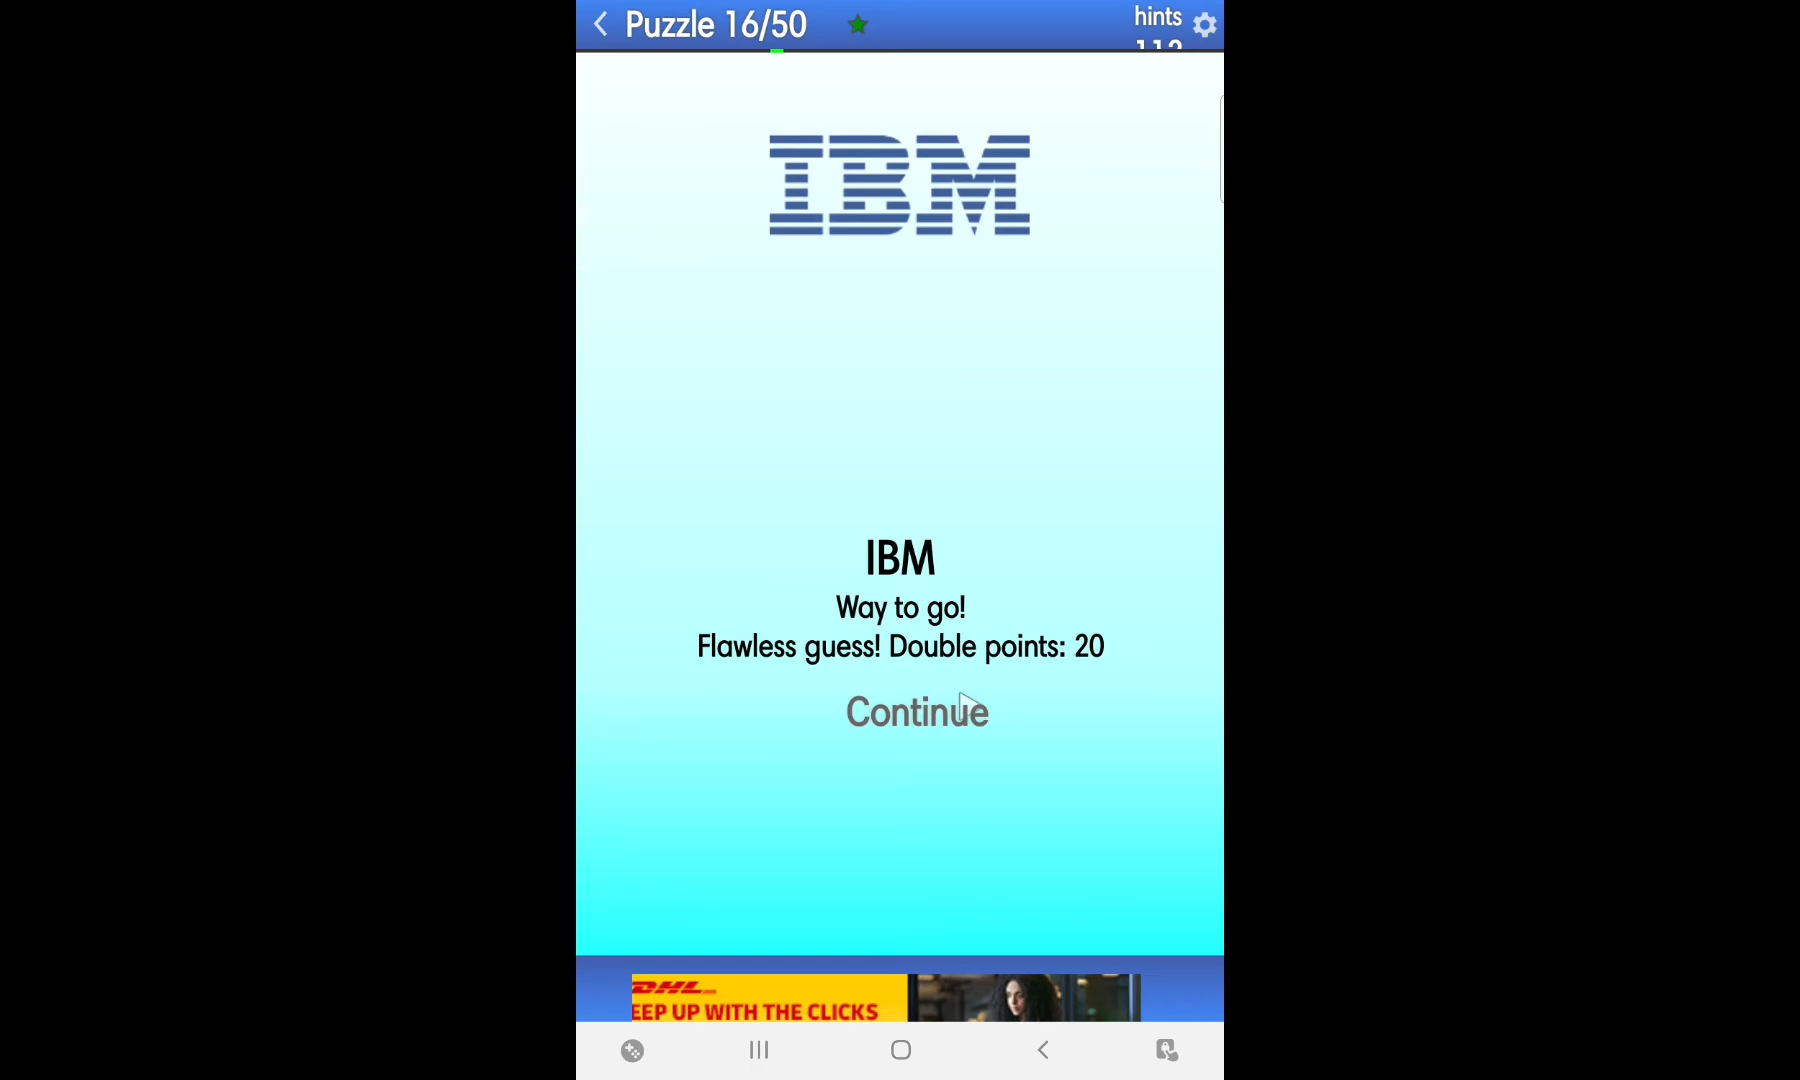 Puzzle 16/50
hints
IBM
IBM
Way to go!
Flawless guess! Double points: 20
Continue
DHL
EEP UP WITH THE CLICKS